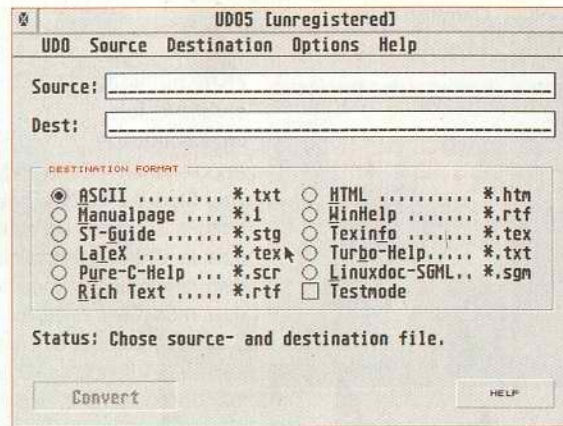 UDO5 [unregistered]
UDO Source Destination Options Help
Source: ____________________________________________
Dest: ____________________________________________
DESTINATION FORMAT
ASCII ......... *.txt
Manualpage .... *.1
ST-Guide ...... *.stg
LaTeX ......... *.tex
Pure-C-Help ... *.scr
Rich Text ..... *.rtf
HTML .......... *.htm
WinHelp ....... *.rtf
Texinfo ....... *.tex
Turbo-Help..... *.txt
Linuxdoc-SGML.. *.sgm
Testmode
Status: Chose source- and destination file.
Convert
HELP